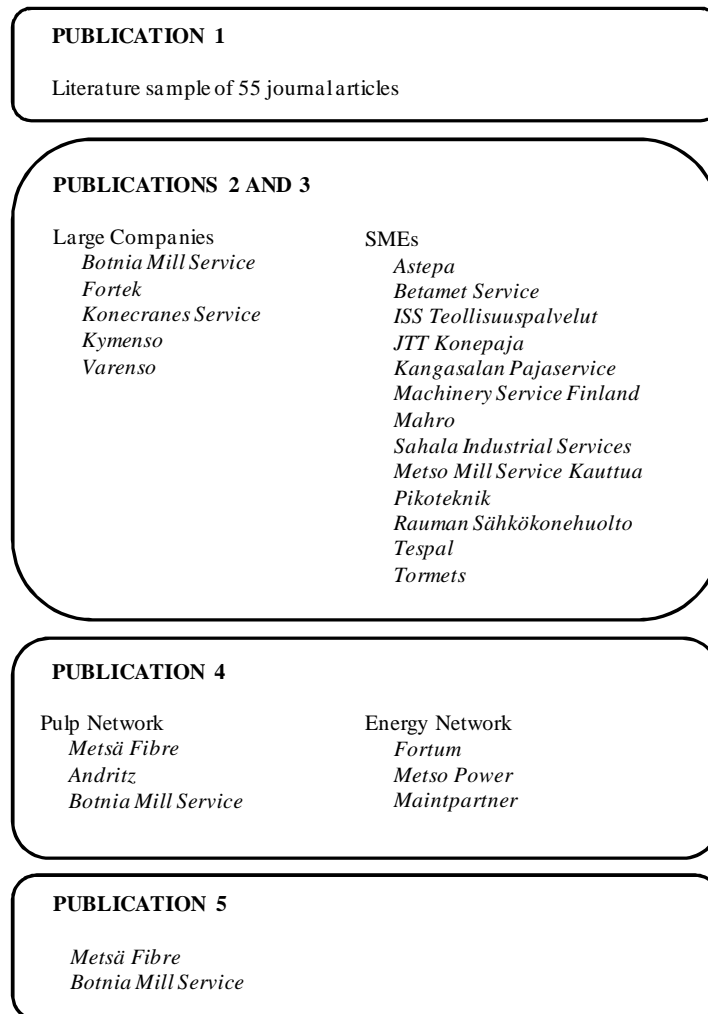 PUBLICATION 1
Literature sample of 55 journal articles
PUBLICATIONS 2 AND 3
Large Companies
Botnia Mill Service
Fortek
Konecranes Service
Kymenso
Varenso
SMEs
Astepa
Betamet Service
ISS Teollisuuspalvelut
JTT Konepaja
Kangasalan Pajaservice
Machinery Service Finland
Mahro
Sahala Industrial Services
Metso Mill Service Kauttua
Pikoteknik
Rauman Sähkökonehuolto
Tespal
Tormets
PUBLICATION 4
Pulp Network
Metsä Fibre
Andritz
Botnia Mill Service
Energy Network
Fortum
Metso Power
Maintpartner
PUBLICATION 5
Metsä Fibre
Botnia Mill Service